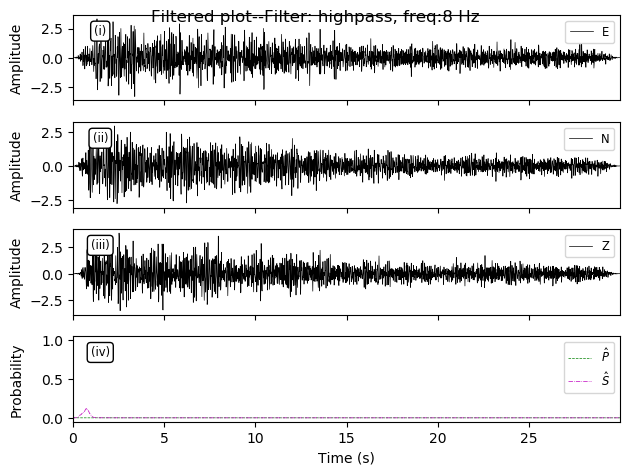 Filtered plot--Filter: highpass, freq:8 Hz
(i)
E
Amplitude
2.5
0.0
−2.5
(ii)
N
Amplitude
2.5
0.0
−2.5
(iii)
Z
Amplitude
2.5
0.0
−2.5
(iv)
P̂
Ŝ
Probability
1.0
0.5
0.0
0 5 10 15 20 25
Time (s)